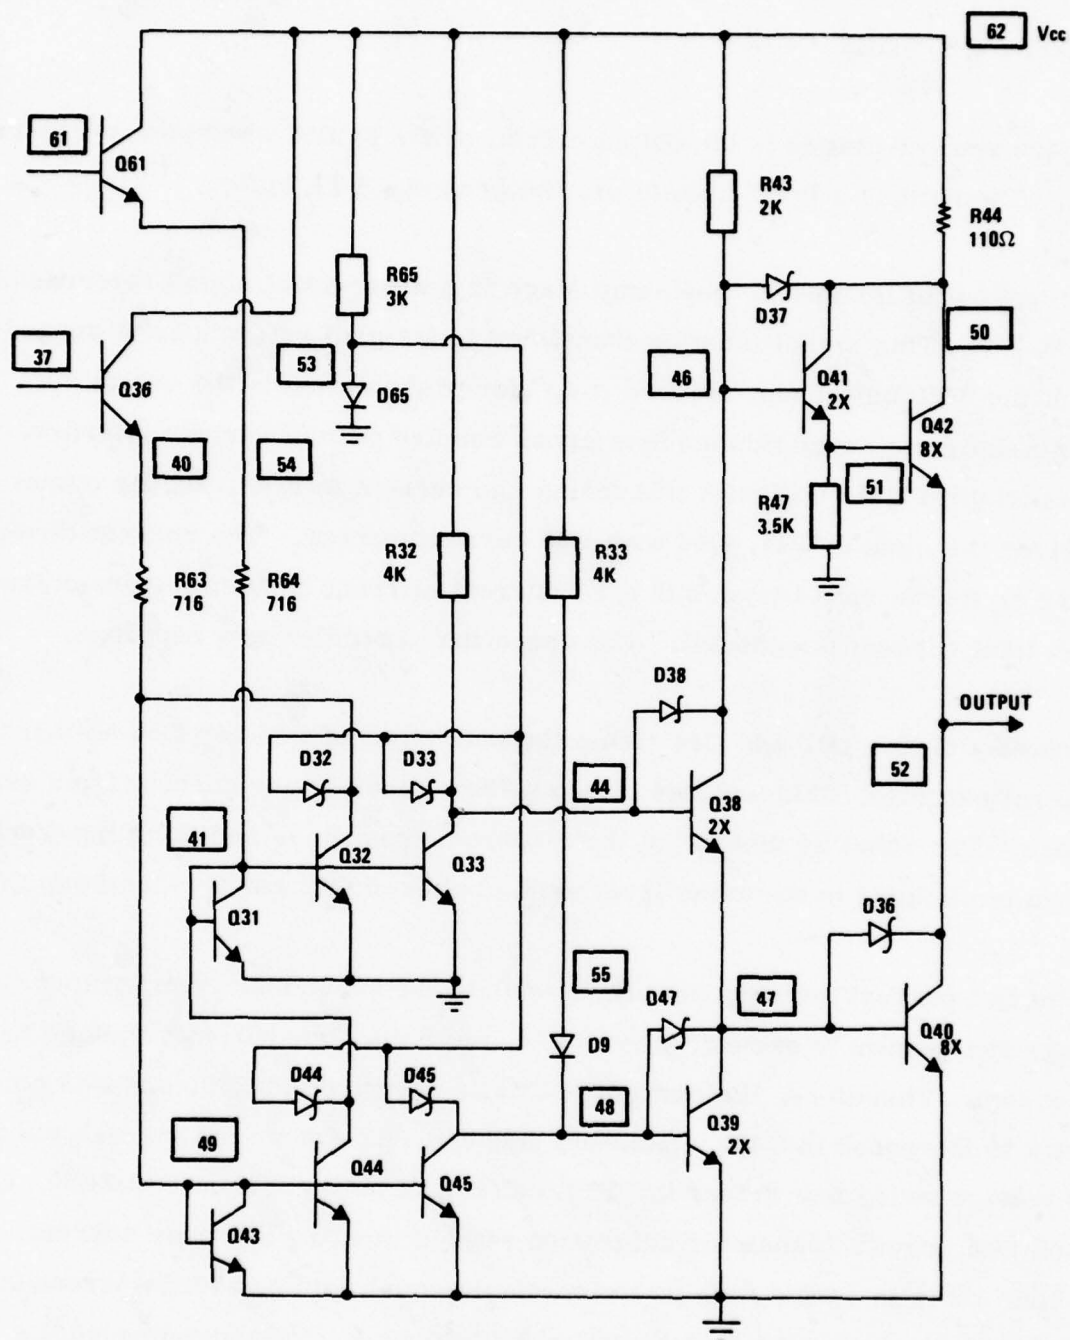 62 Vcc
61
Q61
R43
2K
R44
110Ω
R65
3K
D37
50
37
Q36
53
D65
46
Q41
2X
Q42
8X
40
54
51
R47
3.5K
R63
716
R64
716
R32
4K
R33
4K
D38
OUTPUT
D32
D33
44
52
Q38
2X
41
Q32
Q33
Q31
D36
55
D47
47
D9
Q40
8X
D44
D45
48
Q39
2X
49
Q44
Q45
Q43